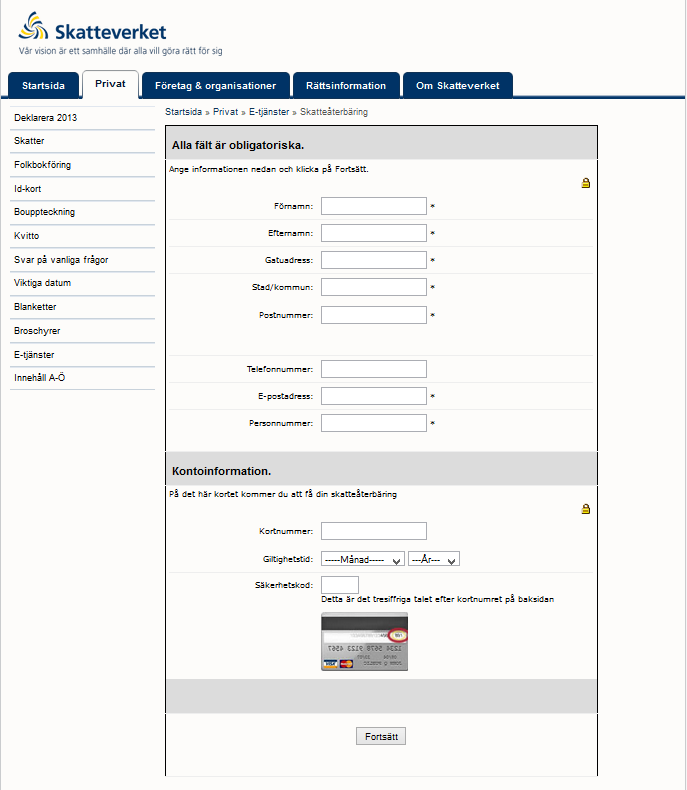 Skatteverket
Vår vision är ett samhälle där alla vill göra rätt för sig
Startsida
Privat
Företag & organisationer
Rättsinformation
Om Skatteverket
Deklarera 2013
Skatter
Folkbokföring
Id-kort
Bouppteckning
Kvitto
Svar på vanliga frågor
Viktiga datum
Blanketter
Broschyrer
E-tjänster
Innehåll A-Ö
Startsida » Privat » E-tjänster » Skatteåterbäring
Alla fält är obligatoriska.
Ange informationen nedan och klicka på Fortsätt.
Förnamn: *
Efternamn: *
Gatuadress: *
Stad/kommun: *
Postnummer: *
Telefonnummer:
E-postadress: *
Personnummer: *
Kontoinformation.
På det här kortet kommer du att få din skatteåterbäring
Kortnummer:
Giltighetstid: -----Månad----- ---År---
Säkerhetskod:
Detta är det tresiffriga talet efter kortnumret på baksidan
1234 5678 9123 4567
VISA MasterCard
Fortsätt